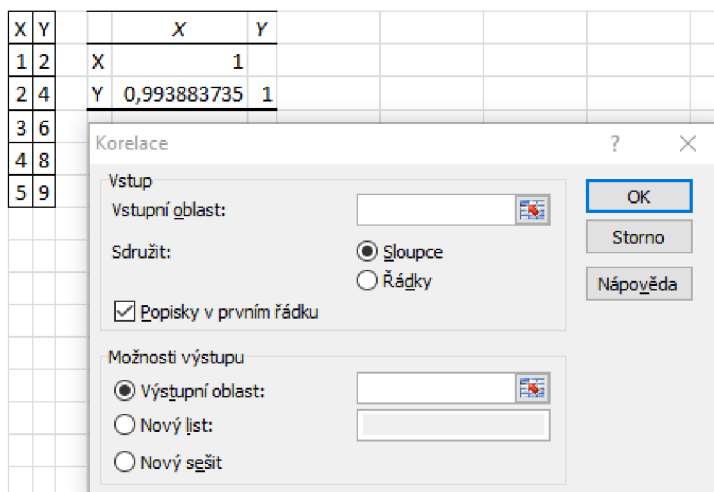 X Y X Y
1 2 X 1
2 4 Y 0,993883735 1
3 6
4 8
5 9
Korelace ? ×
Vstup
Vstupní oblast:
OK
Sdružit: Sloupce
Storno
Řádky
Nápověda
Popisky v prvním řádku
Možnosti výstupu
Výstupní oblast:
Nový list:
Nový sešit